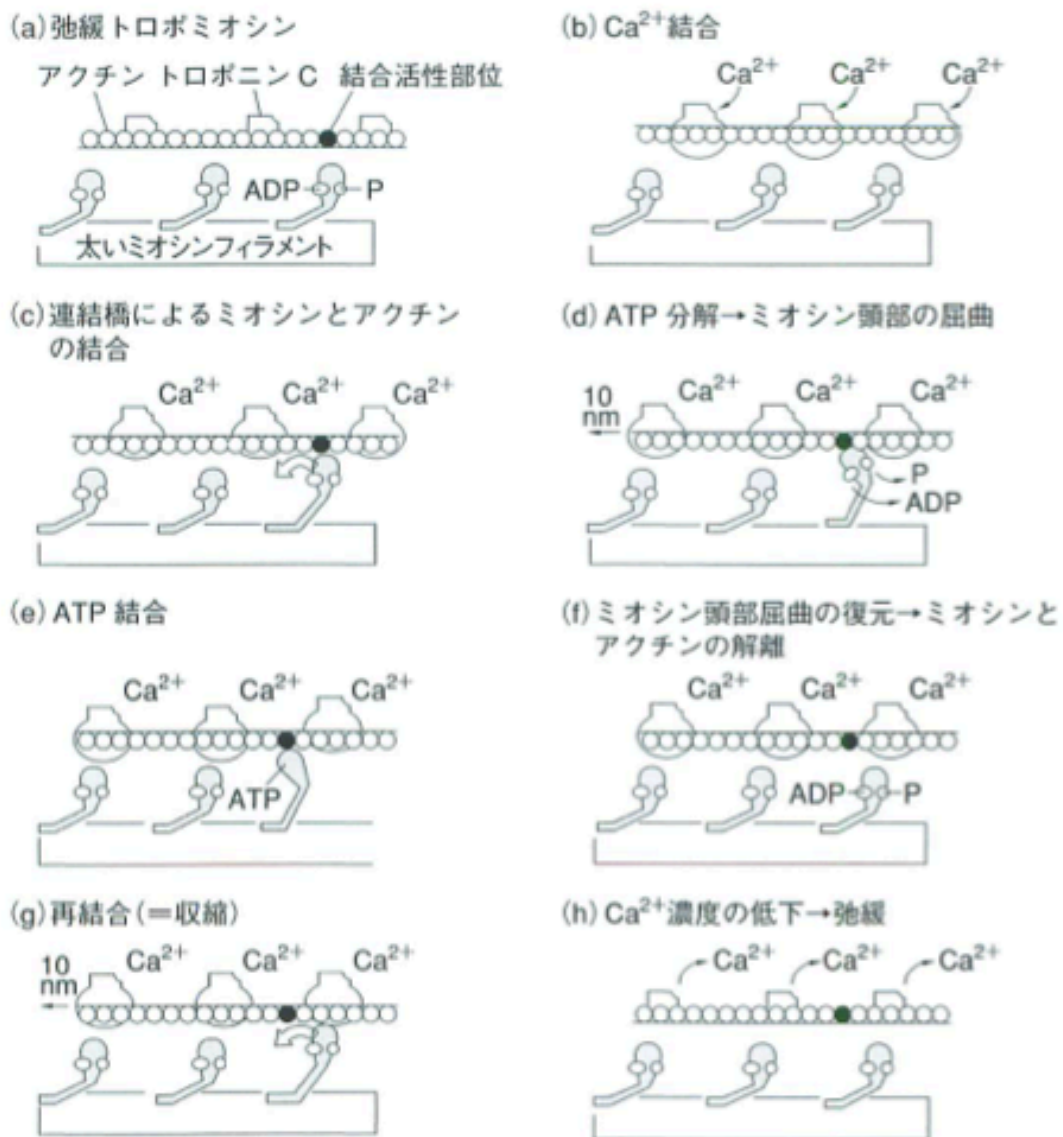 (a)弛緩トロポミオシン
アクチン トロポニン C 結合活性部位
ADP
P
太いミオシンフィラメント
(b) Ca²⁺結合
Ca²⁺ Ca²⁺ Ca²⁺
(c)連結橋によるミオシンとアクチン
の結合
Ca²⁺ Ca²⁺ Ca²⁺
(d) ATP 分解→ミオシン頭部の屈曲
10
nm
Ca²⁺ Ca²⁺ Ca²⁺
P
ADP
(e) ATP 結合
Ca²⁺ Ca²⁺ Ca²⁺
ATP
(f)ミオシン頭部屈曲の復元→ミオシンと
アクチンの解離
Ca²⁺ Ca²⁺ Ca²⁺
ADP
P
(g)再結合(=収縮)
10
nm
Ca²⁺ Ca²⁺ Ca²⁺
(h) Ca²⁺濃度の低下→弛緩
Ca²⁺ Ca²⁺ Ca²⁺